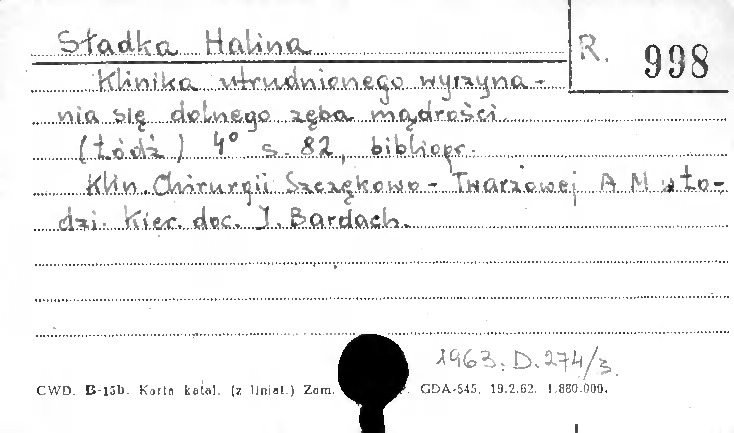 Sładka Halina
R. 998
Klinika utrudnionego wyrzyna-
nia się dolnego zęba mądrości
(Łódź) 4° s. 82, bibliogr.
Klin. Chirurgii Szczękowo-Twarzowej A M w Ło-
dzi. Kier. doc. J. Bardach.
1963. D. 274/3.
CWD. B-15b. Karta katal. (z liniat.) Zam. GDA-545. 19.2.62. 1.880.000.